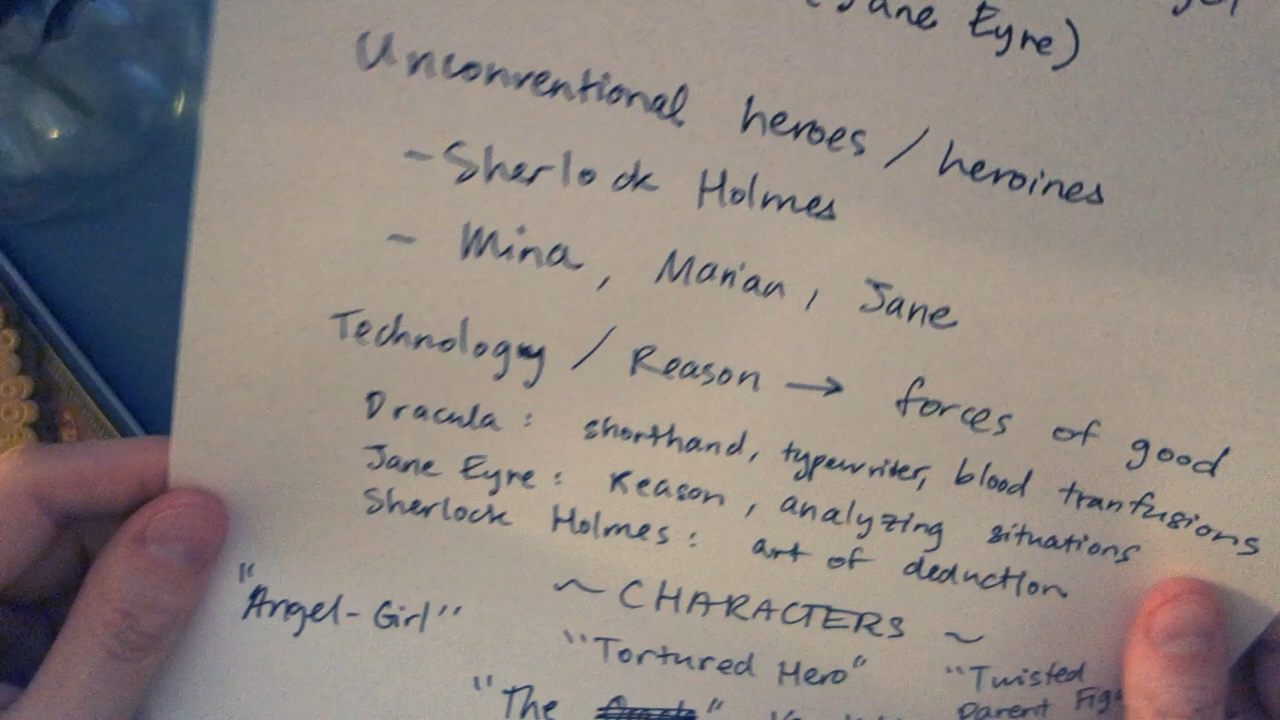 (Jane Eyre)
Unconventional heroes / heroines
- Sherlock Holmes
- Mina, Marian, Jane
Technology / Reason → forces of good
Dracula: shorthand, typewriter, blood tranfusions
Jane Eyre: Reason, analyzing situations
Sherlock Holmes: art of deduction
~ CHARACTERS ~
"Angel-Girl"
"Tortured Hero"
"Twisted
Parent
"The